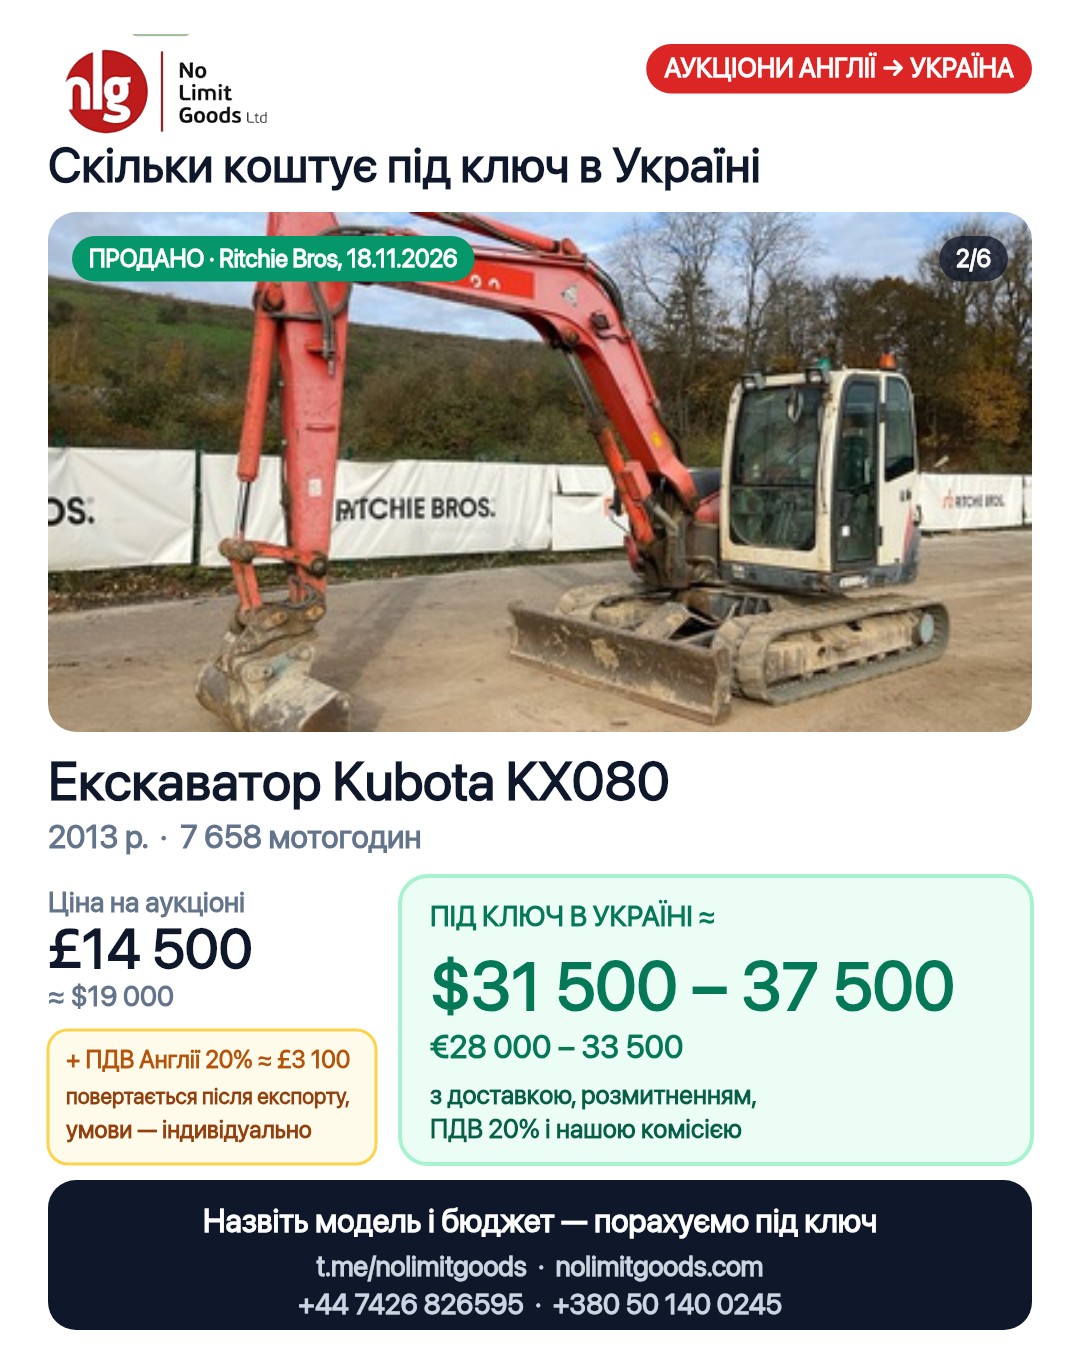 nlg
No
Limit
Goods Ltd
АУКЦІОНИ АНГЛІЇ → УКРАЇНА
Скільки коштує під ключ в Україні
ПРОДАНО · Ritchie Bros, 18.11.2026
2/6
OS.
RITCHIE BROS.
RITCHIE BROS.
Екскаватор Kubota KX080
2013 р. · 7 658 мотогодин
Ціна на аукціоні
£14 500
≈ $19 000
+ ПДВ Англії 20% ≈ £3 100
повертається після експорту,
умови — індивідуально
ПІД КЛЮЧ В УКРАЇНІ ≈
$31 500 – 37 500
€28 000 – 33 500
з доставкою, розмитненням,
ПДВ 20% і нашою комісією
Назвіть модель і бюджет — порахуємо під ключ
t.me/nolimitgoods · nolimitgoods.com
+44 7426 826595 · +380 50 140 0245